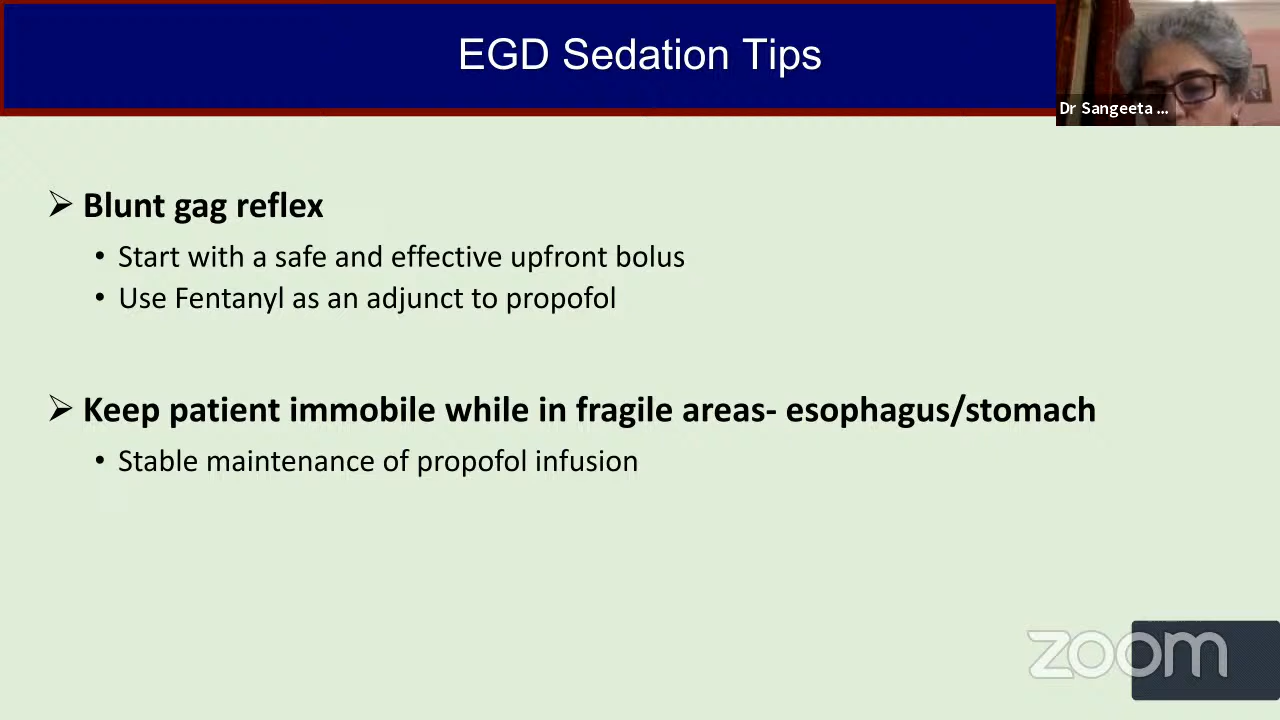 EGD Sedation Tips
Dr Sangeeta ...
➢ Blunt gag reflex
• Start with a safe and effective upfront bolus
• Use Fentanyl as an adjunct to propofol
➢ Keep patient immobile while in fragile areas- esophagus/stomach
• Stable maintenance of propofol infusion
zoom